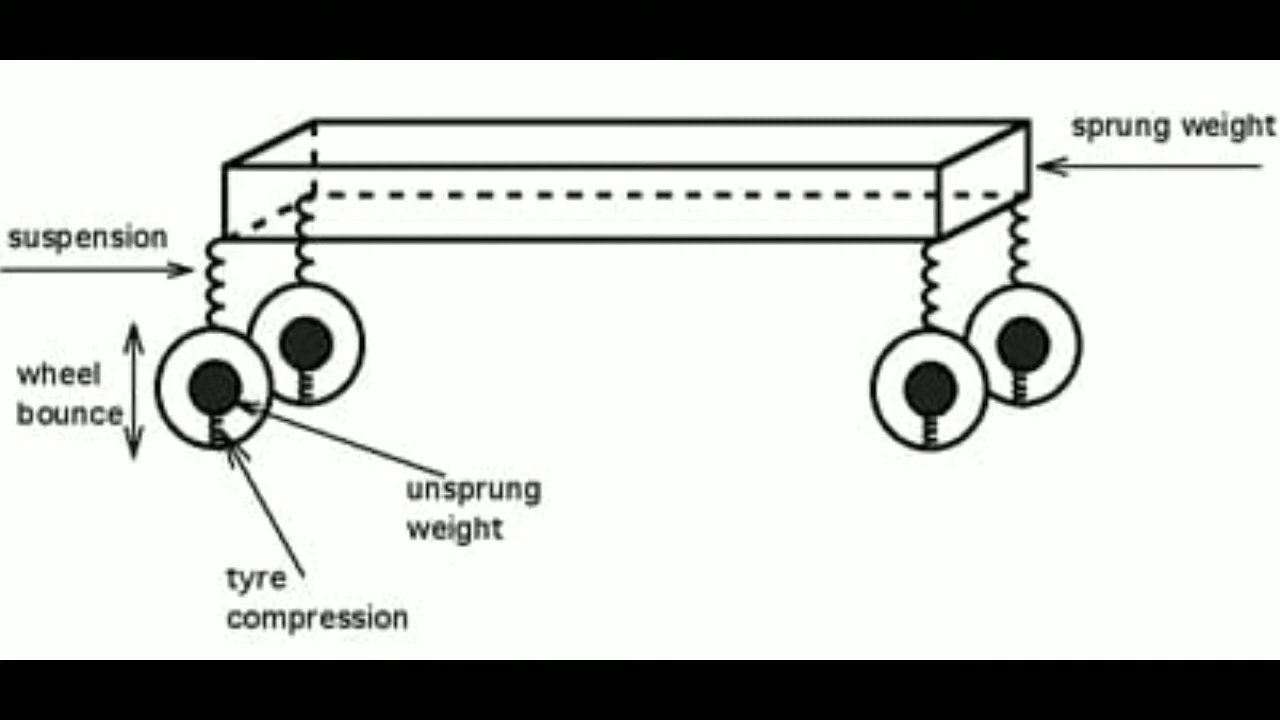 sprung weight
suspension
wheel
bounce
unsprung
weight
tyre
compression